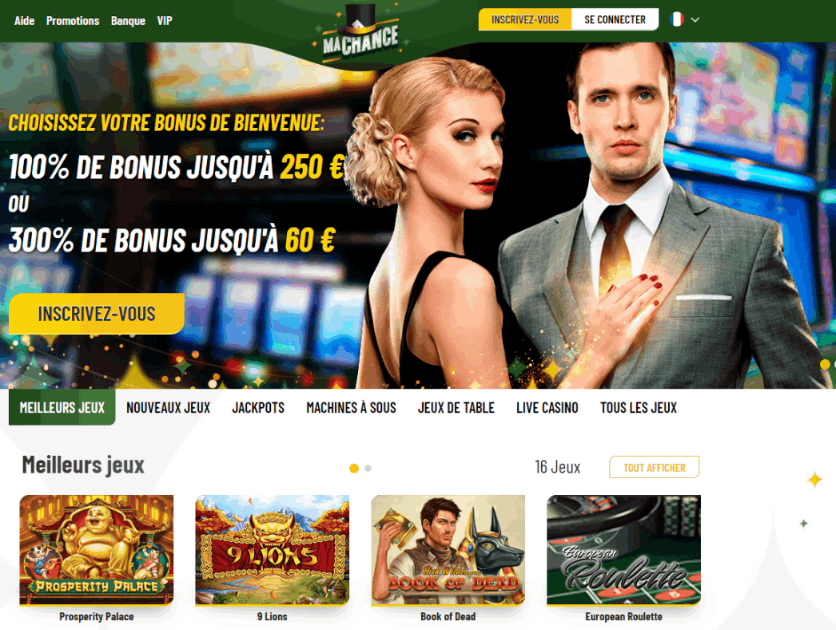 Aide Promotions Banque VIP
MACHANCE
INSCRIVEZ-VOUS SE CONNECTER
CHOISISSEZ VOTRE BONUS DE BIENVENUE:
100% DE BONUS JUSQU'À 250 €
OU
300% DE BONUS JUSQU'À 60 €
INSCRIVEZ-VOUS
MEILLEURS JEUX NOUVEAUX JEUX JACKPOTS MACHINES À SOUS JEUX DE TABLE LIVE CASINO TOUS LES JEUX
Meilleurs jeux 16 Jeux TOUT AFFICHER
PROSPERITY PALACE
9 LIONS
BOOK OF DEAD
European
Roulette
Prosperity Palace 9 Lions Book of Dead European Roulette